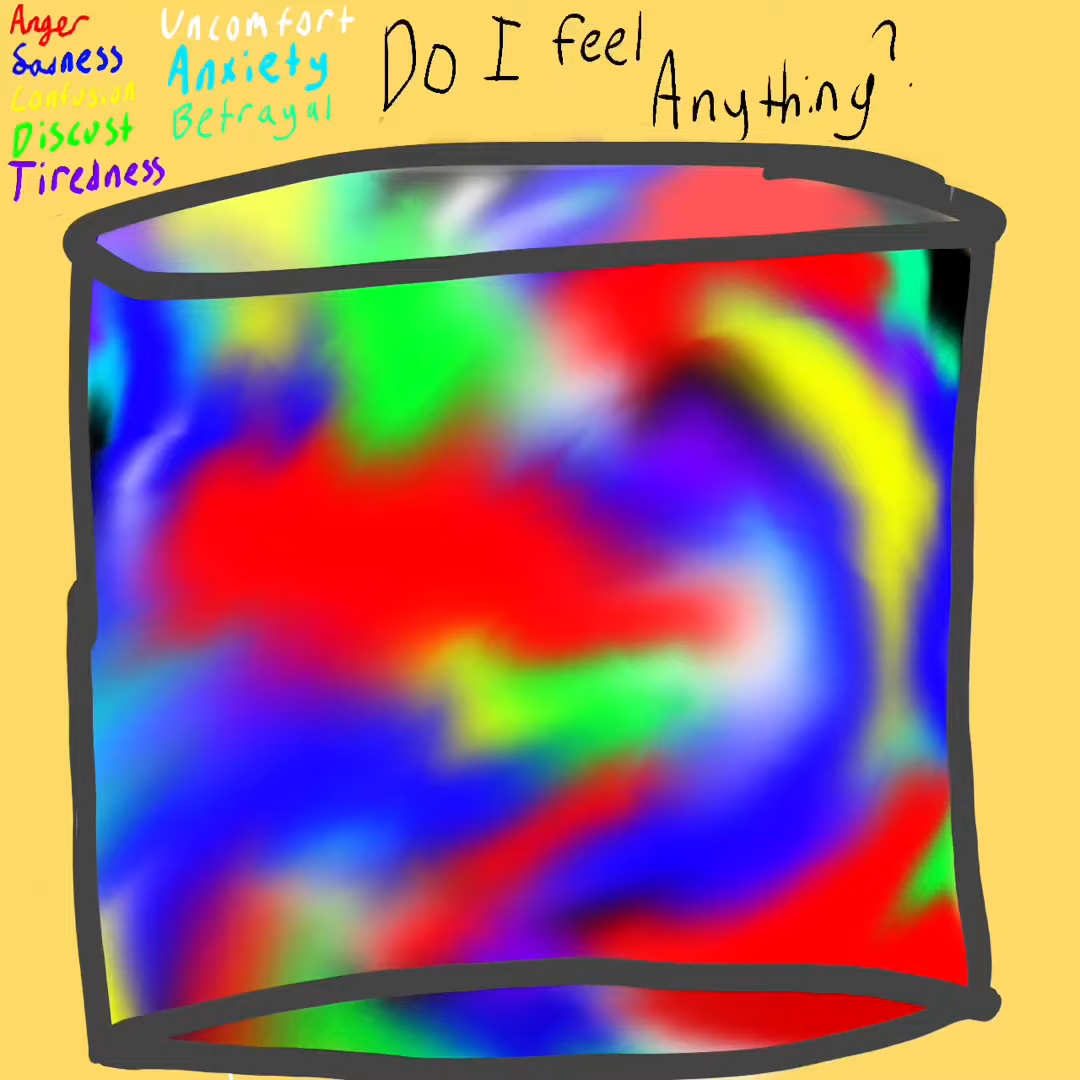 Anger
Sadness
Confusion
Discust
Tiredness
Uncomfort
Anxiety
Betrayal
Do I feel
Anything?